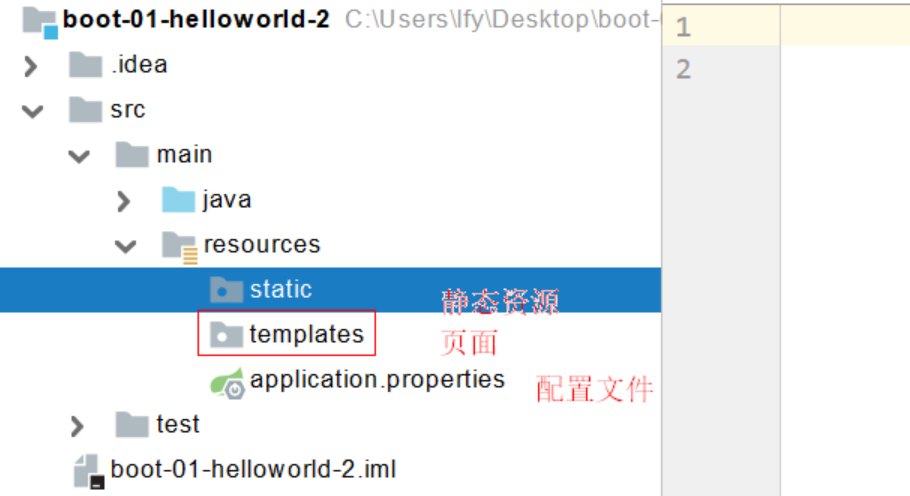 boot-01-helloworld-2 C:\Users\lfy\Desktop\boot-
1
.idea
2
src
main
java
resources
static 静态资源
templates 页面
application.properties 配置文件
test
boot-01-helloworld-2.iml